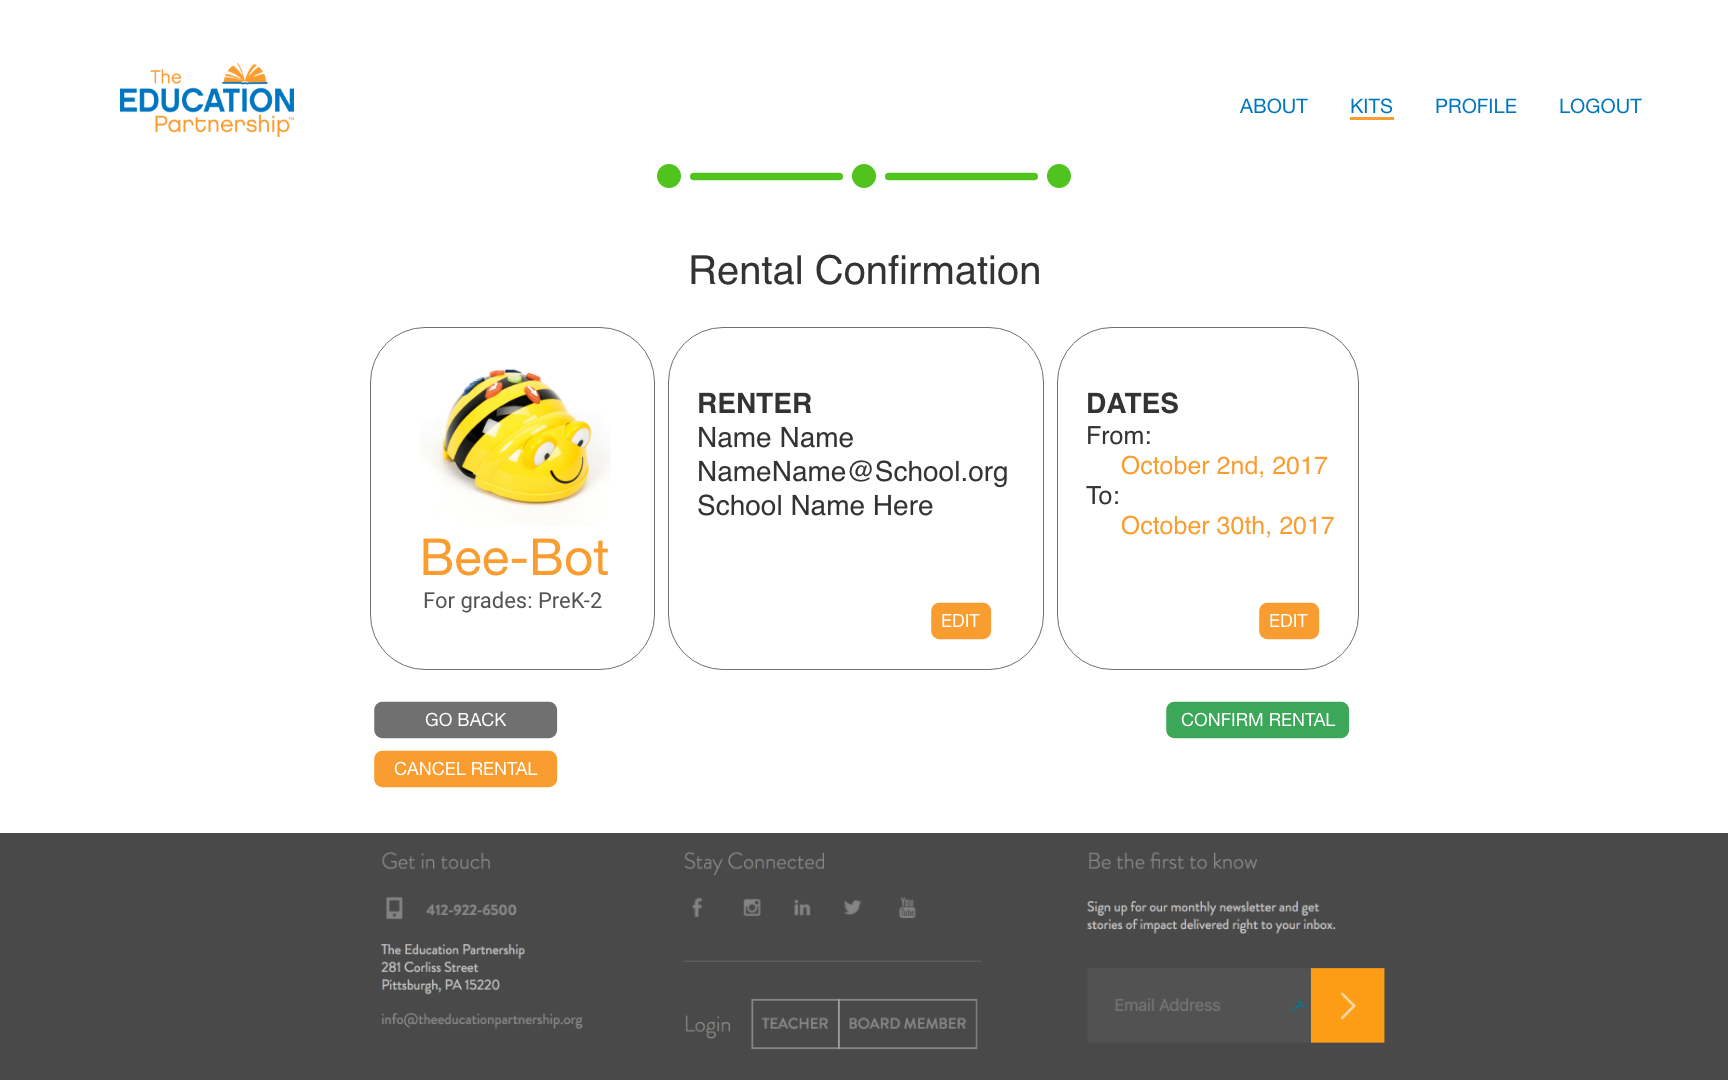 The
EDUCATION
Partnership™
ABOUT KITS PROFILE LOGOUT
Rental Confirmation
Bee-Bot
For grades: PreK-2
RENTER
Name Name
NameName@School.org
School Name Here
EDIT
DATES
From:
October 2nd, 2017
To:
October 30th, 2017
EDIT
GO BACK
CANCEL RENTAL
CONFIRM RENTAL
Get in touch
412-922-6500
The Education Partnership
281 Corliss Street
Pittsburgh, PA 15220
info@theeducationpartnership.org
Stay Connected
You
Tube
Login TEACHER BOARD MEMBER
Be the first to know
Sign up for our monthly newsletter and get
stories of impact delivered right to your inbox.
Email Address